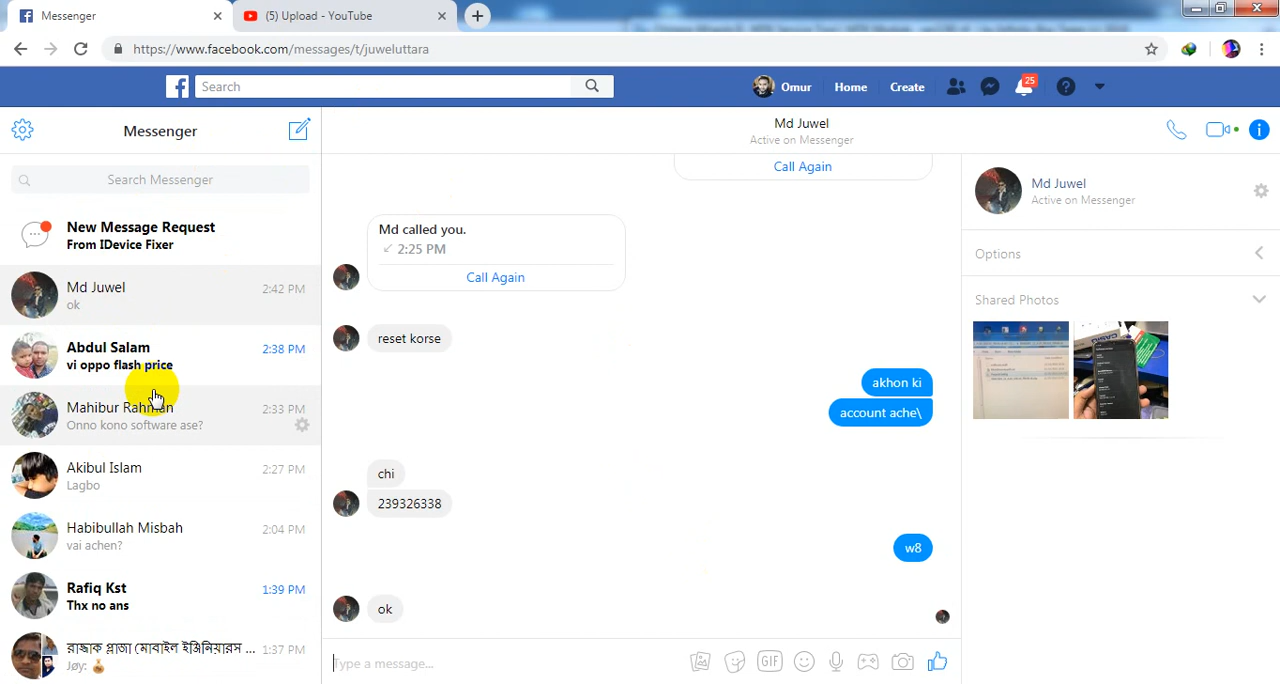 Messenger
(5) Upload - YouTube
https://www.facebook.com/messages/t/juweluttara
Search
Omur
Home
Create
25
Messenger
Search Messenger
New Message Request
From IDevice Fixer
Md Juwel
2:42 PM
ok
Abdul Salam
2:38 PM
vi oppo flash price
Mahibur Rahman
2:33 PM
Onno kono software ase?
Akibul Islam
2:27 PM
Lagbo
Habibullah Misbah
2:04 PM
vai achen?
Rafiq Kst
1:39 PM
Thx no ans
রাজ্জাক প্লাজা মোবাইল ইঞ্জিনিয়ারস ...
1:37 PM
Jøy: 💰
Md Juwel
Active on Messenger
Call Again
Md called you.
2:25 PM
Call Again
reset korse
akhon ki
account ache\
chi
239326338
w8
ok
Type a message...
GIF
Md Juwel
Active on Messenger
Options
Shared Photos